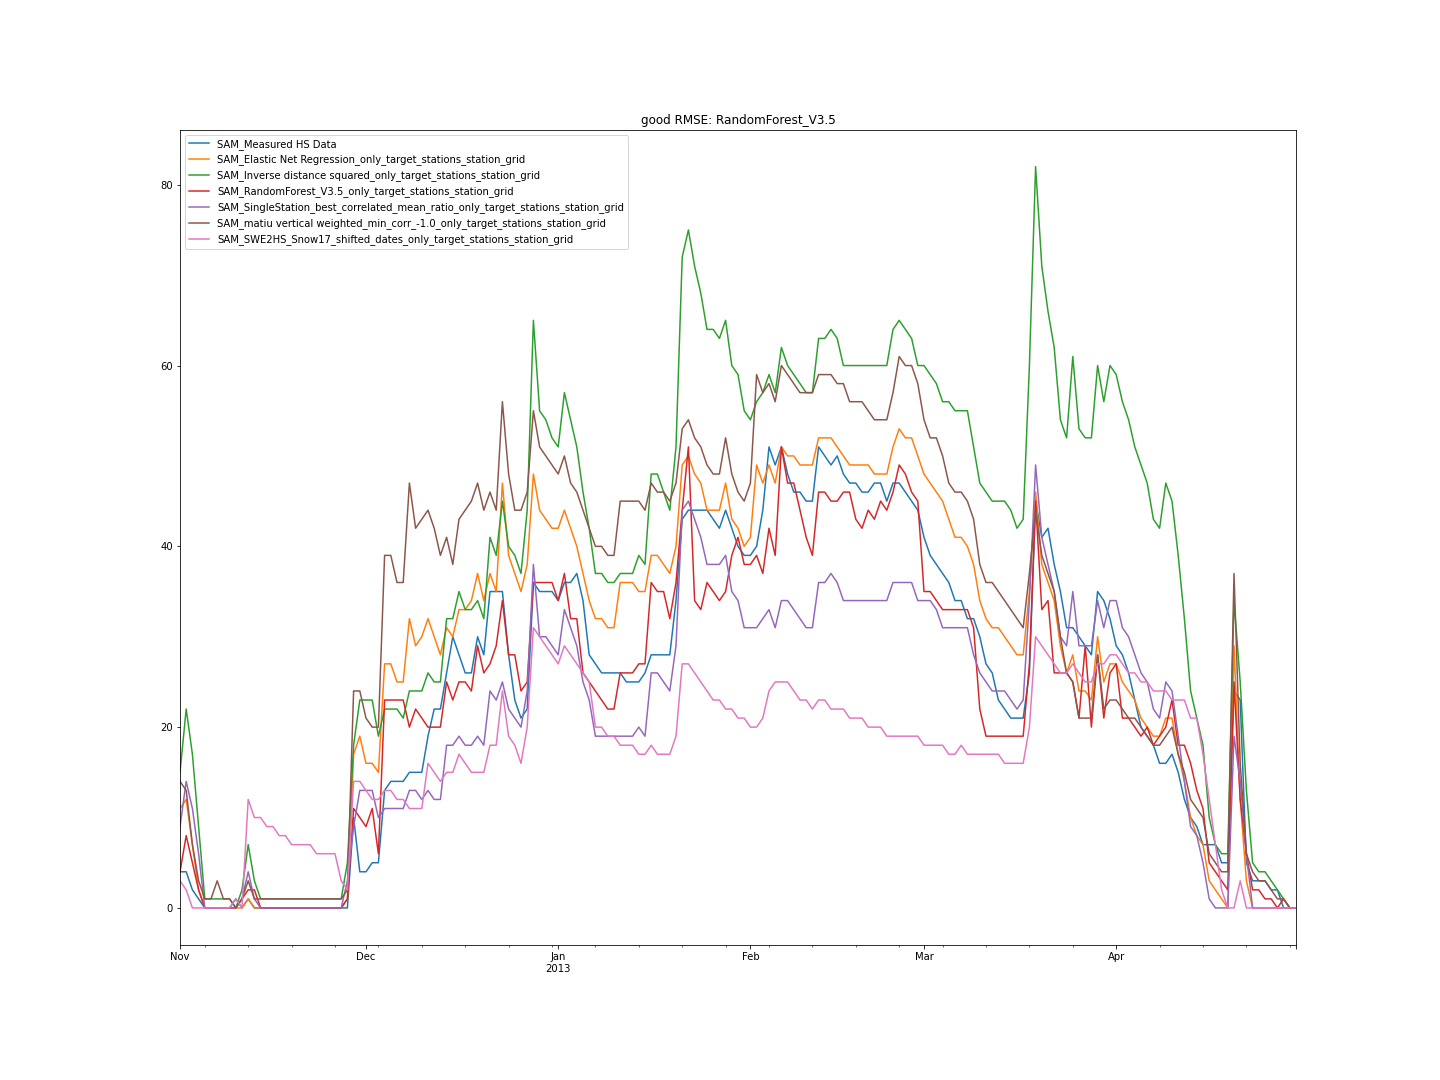 good RMSE: RandomForest_V3.5
SAM_Measured HS Data
SAM_Elastic Net Regression_only_target_stations_station_grid
SAM_Inverse distance squared_only_target_stations_station_grid
SAM_RandomForest_V3.5_only_target_stations_station_grid
SAM_SingleStation_best_correlated_mean_ratio_only_target_stations_station_grid
SAM_matiu vertical weighted_min_corr_-1.0_only_target_stations_station_grid
SAM_SWE2HS_Snow17_shifted_dates_only_target_stations_station_grid
80
60
40
20
0
Nov Dec Jan Feb Mar Apr
2013